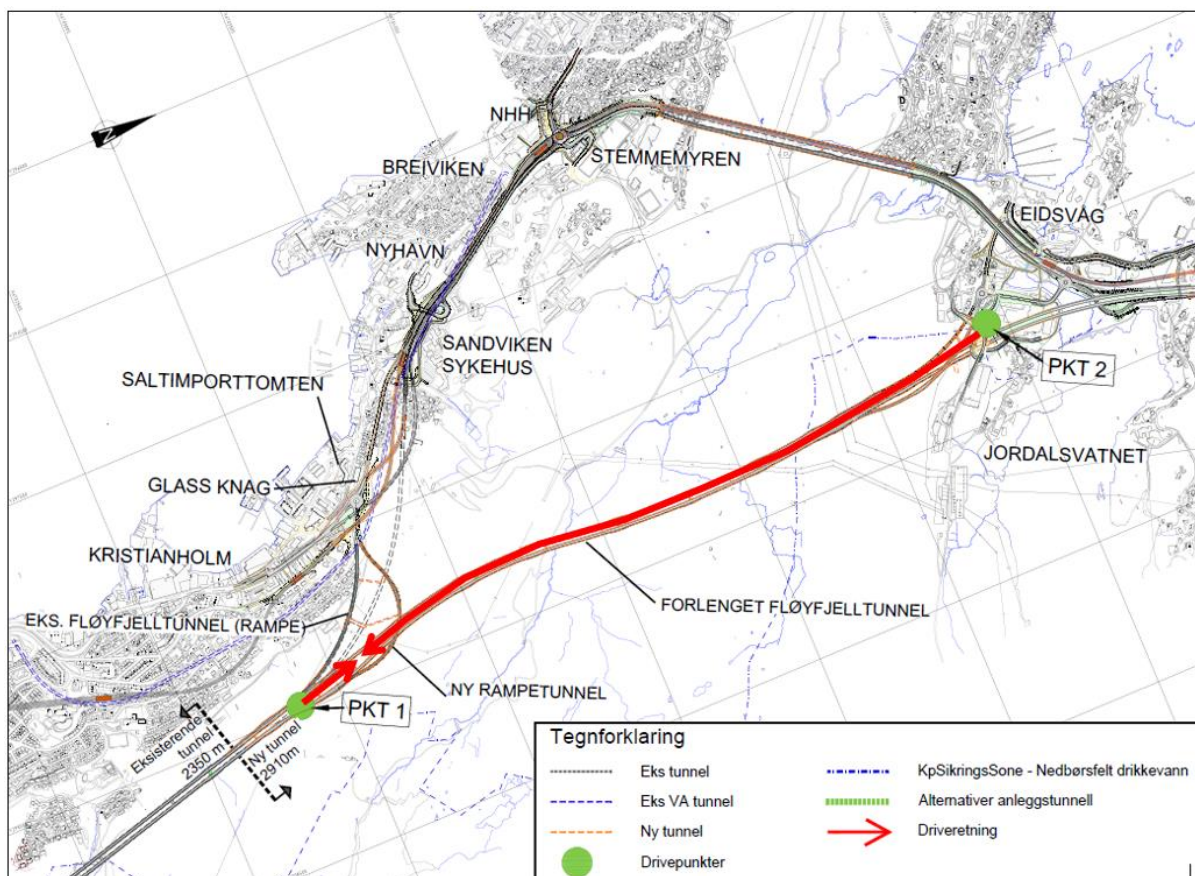 N
NHH
BREIVIKEN
STEMMEMYREN
NYHAVN
EIDSVÅG
SANDVIKEN
SYKEHUS
PKT 2
SALTIMPORTTOMTEN
JORDALSVATNET
GLASS KNAG
KRISTIANHOLM
FORLENGET FLØYFJELLTUNNEL
EKS. FLØYFJELLTUNNEL (RAMPE)
NY RAMPETUNNEL
PKT 1
Eksisterende
tunnel
2350 m
Ny tunnel
2910m
Tegnforklaring
Eks tunnel
Eks VA tunnel
Ny tunnel
Drivepunkter
KpSikringsSone - Nedbørsfelt drikkevann
Alternativer anleggstunnell
Driveretning